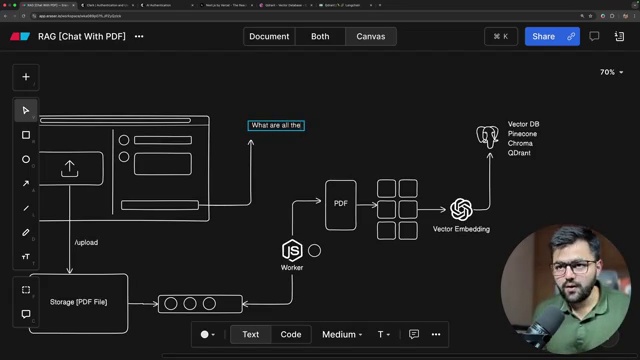 RAG [Chat With PDF]
Document
Both
Canvas
⌘ K
Share
70%
What are all the
Vector DB
Pinecone
Chroma
QDrant
PDF
JS
Vector Embedding
Worker
/upload
Storage [PDF File]
Text
Code
Medium
T